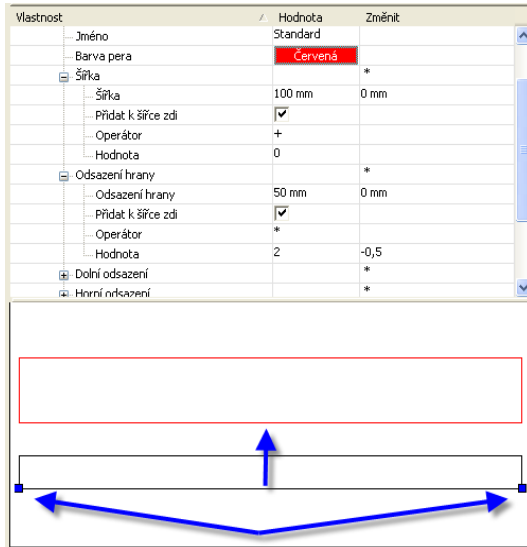 Vlastnost Hodnota Změnit
Jméno Standard
Barva pera Červená
Šířka *
Šířka 100 mm 0 mm
Přidat k šířce zdi
Operátor +
Hodnota 0
Odsazení hrany *
Odsazení hrany 50 mm 0 mm
Přidat k šířce zdi
Operátor *
Hodnota 2 -0,5
Dolní odsazení *
Horní odsazení *